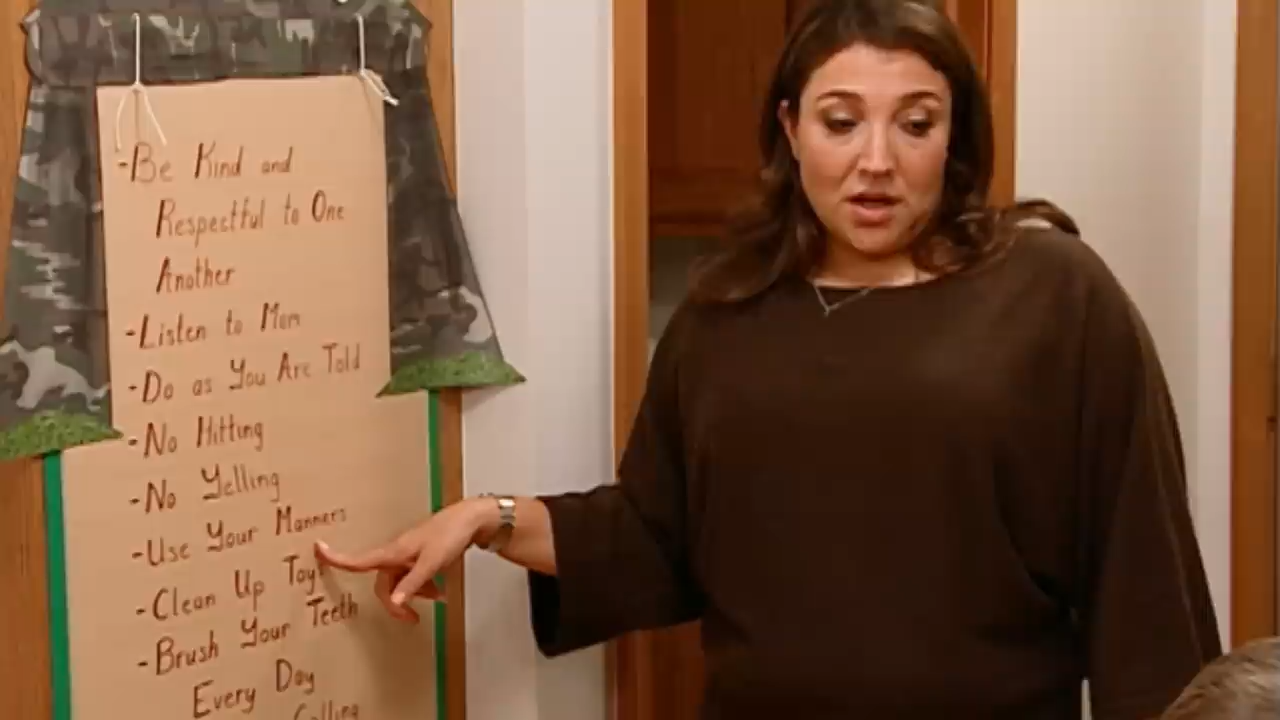 -Be Kind and
Respectful to One
Another
-Listen to Mom
-Do as You Are Told
-No Hitting
-No Yelling
-Use Your Manners
-Clean Up Toys
-Brush Your Teeth
Every Day
Calling